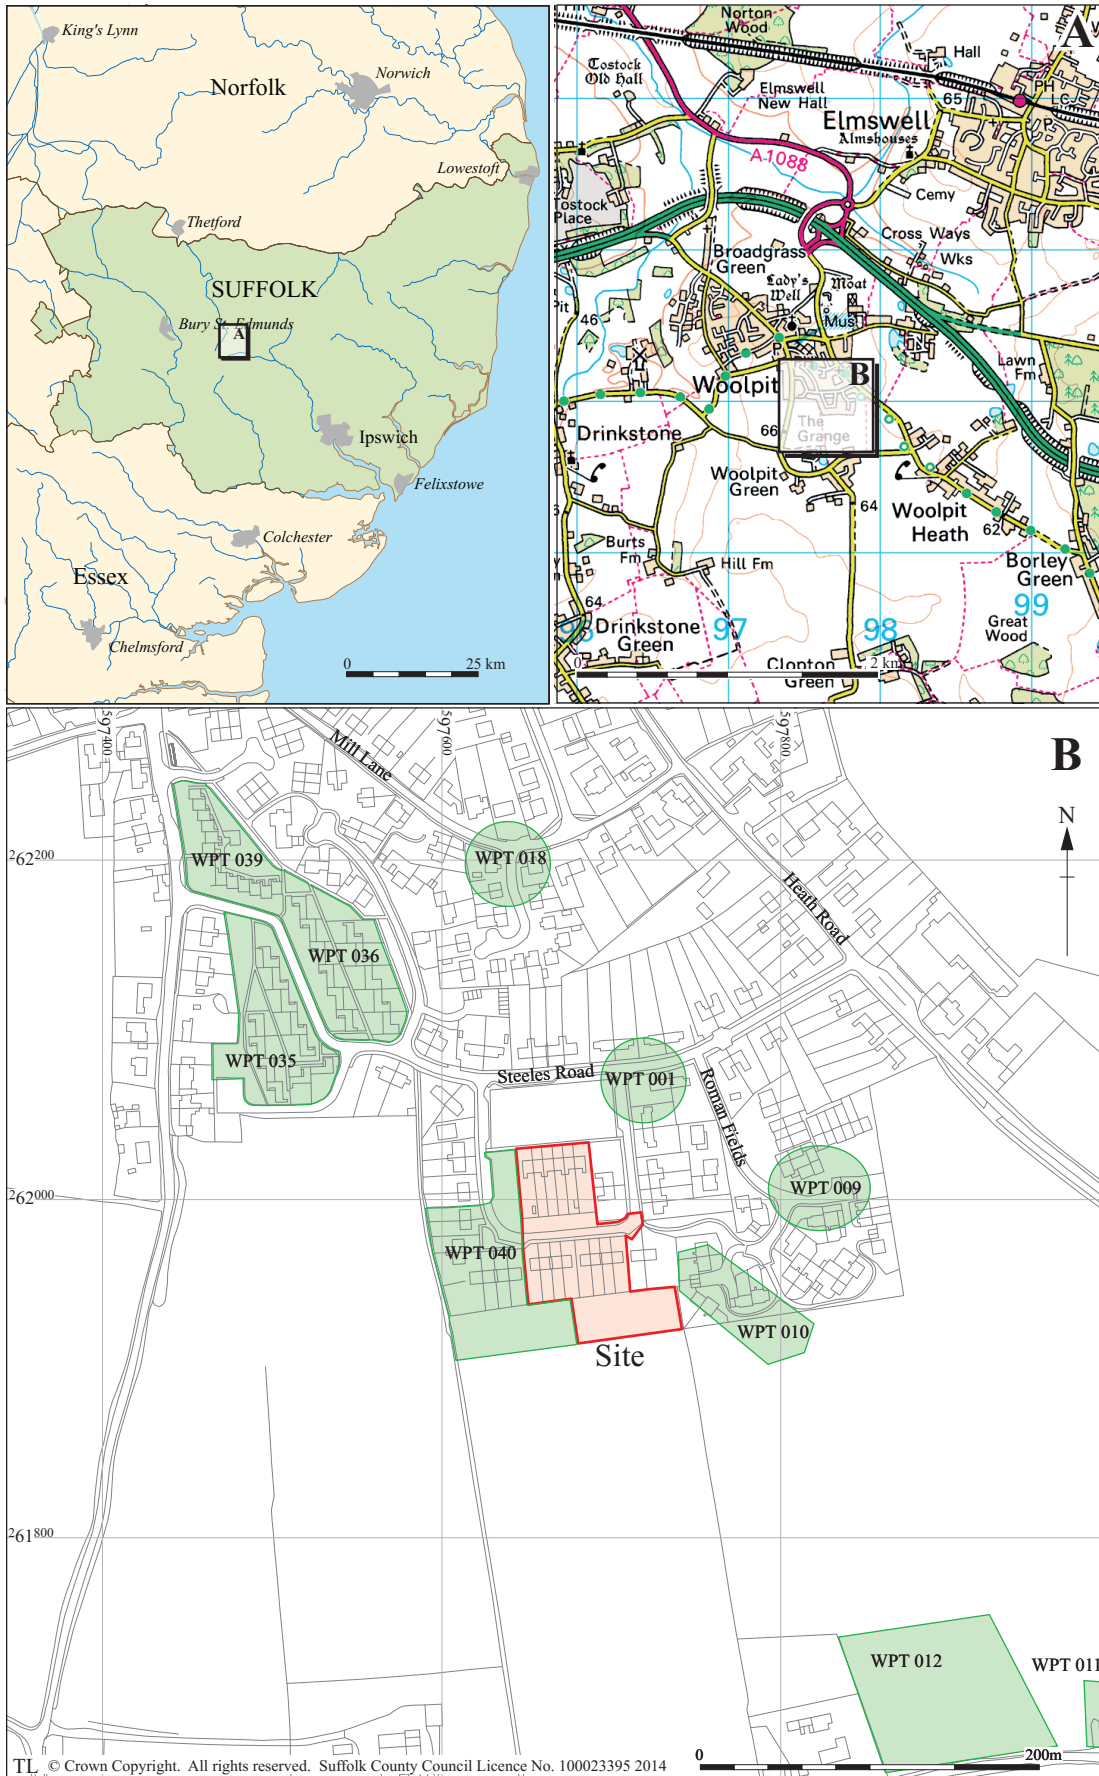 King's Lynn
Norfolk
Norwich
Lowestoft
Thetford
SUFFOLK
Bury St. Edmunds
A
Ipswich
Felixstowe
Colchester
Essex
Chelmsford
0 25 km
A
Norton
Wood
Tostock
Old Hall
Elmswell
New Hall
Hall
PH
LC
65
Elmswell
Almshouses
A1088
Cemy
ostock
Place
Cross Ways
Wks
Broadgrass
Green
Lady's
Well
Moat
Mus
Pit
46
P
Lawn
Fm
Woolpit
B
The
Grange
66
Drinkstone
Woolpit
Green
64
Woolpit
Heath
62
Burts
Fm
Hill Fm
Borley
Green
64
99
Drinkstone
Green
97
98
Great
Wood
Clopton
Green
0 2 km
B
597400
597600
597800
Mill Lane
N
262200
WPT 039
WPT 018
Heath Road
WPT 036
WPT 035
Steeles Road
WPT 001
Roman Fields
262000
WPT 009
WPT 040
WPT 010
Site
261800
WPT 012
WPT 011
0 200m
TL © Crown Copyright. All rights reserved. Suffolk County Council Licence No. 100023395 2014